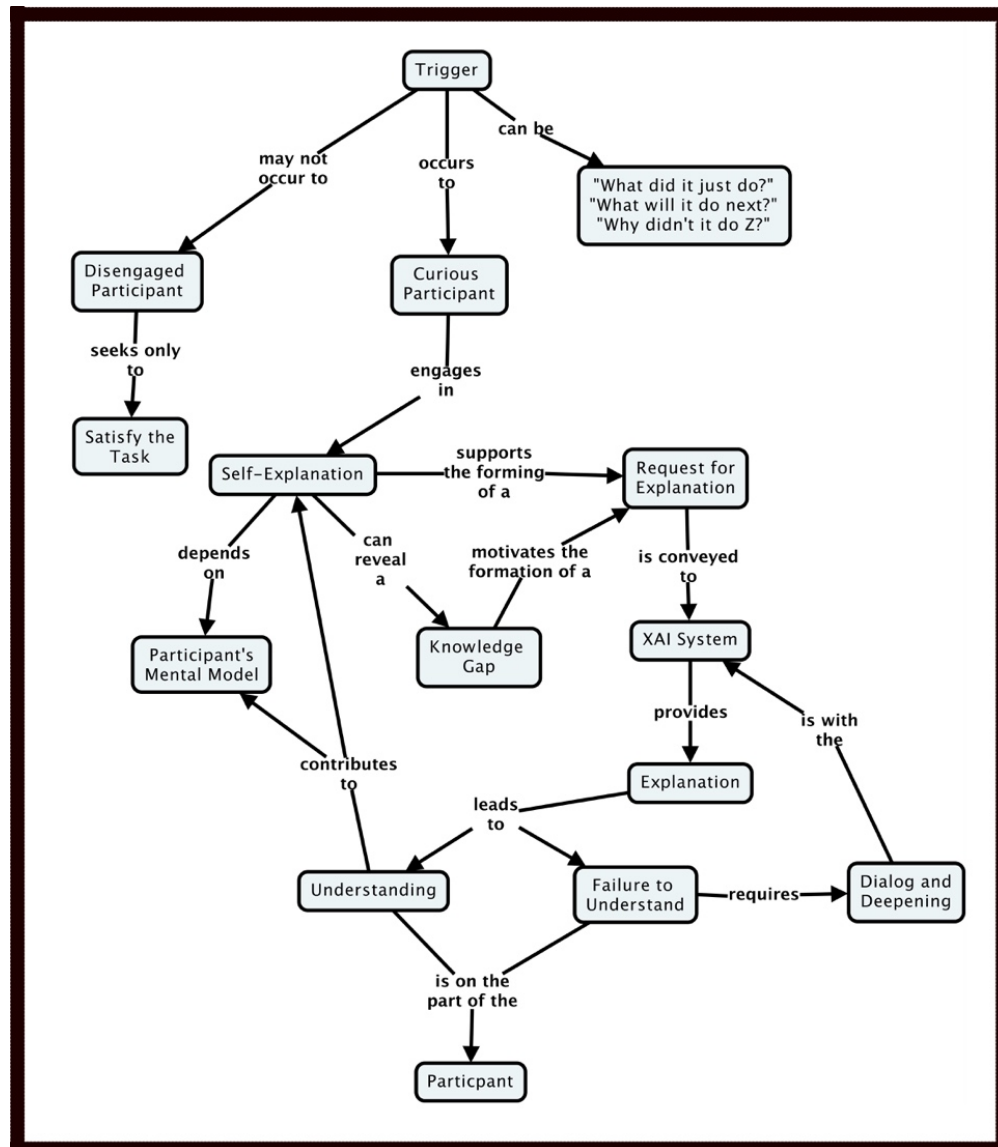 Trigger
can be
may not
occur to
occurs
to
"What did it just do?"
"What will it do next?"
"Why didn't it do Z?"
Disengaged
Participant
Curious
Participant
seeks only
to
engages
in
Satisfy the
Task
Self-Explanation
supports
the forming
of a
Request for
Explanation
depends
on
can
reveal
a
motivates the
formation of a
is conveyed
to
Participant's
Mental Model
Knowledge
Gap
XAI System
provides
is with
the
contributes
to
Explanation
leads
to
Understanding
Failure to
Understand
requires
Dialog and
Deepening
is on the
part of the
Particpant